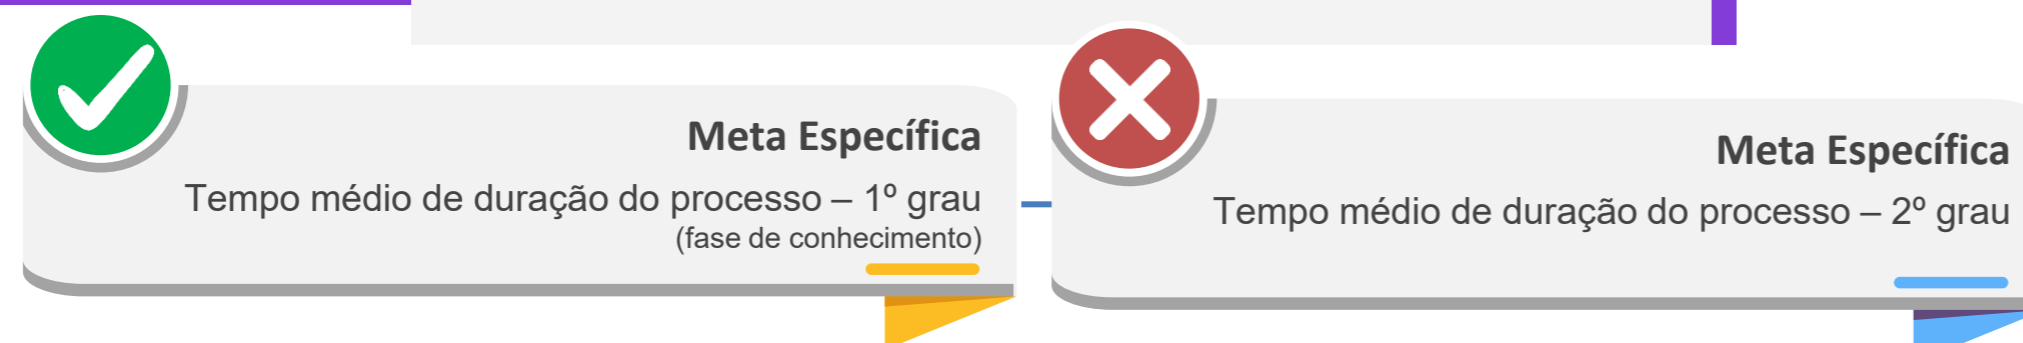 Meta Específica
Tempo médio de duração do processo – 1º grau
(fase de conhecimento)
Meta Específica
Tempo médio de duração do processo – 2º grau